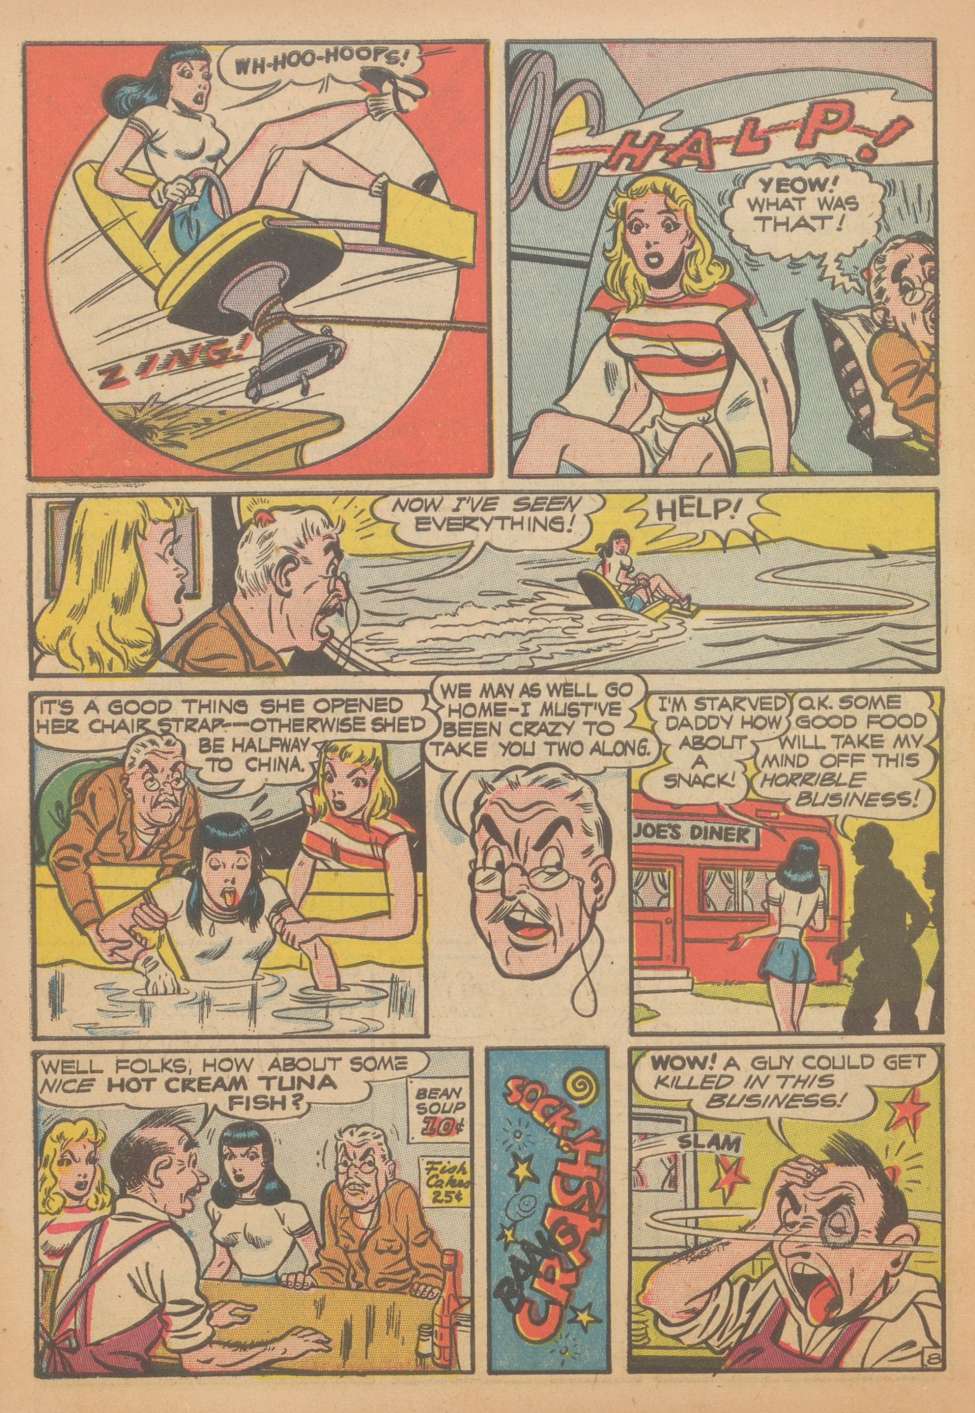 WH-HOO-HOOPS!
ZING!
HALP!
YEOW!
WHAT WAS
THAT!
NOW I'VE SEEN
EVERYTHING!
HELP!
IT'S A GOOD THING SHE OPENED
HER CHAIR STRAP--OTHERWISE SHE'D
BE HALFWAY
TO CHINA.
WE MAY AS WELL GO
HOME-I MUST'VE
BEEN CRAZY TO
TAKE YOU TWO ALONG.
I'M STARVED
DADDY HOW
ABOUT
A
SNACK!
O.K. SOME
GOOD FOOD
WILL TAKE MY
MIND OFF THIS
HORRIBLE
BUSINESS!
JOE'S DINER
WELL FOLKS, HOW ABOUT SOME
NICE HOT CREAM TUNA
FISH?
BEAN
SOUP
10¢
Fish
Cakes
25¢
SOCK!
BAM
CRASH!
WOW! A GUY COULD GET
KILLED IN THIS
BUSINESS!
SLAM
8